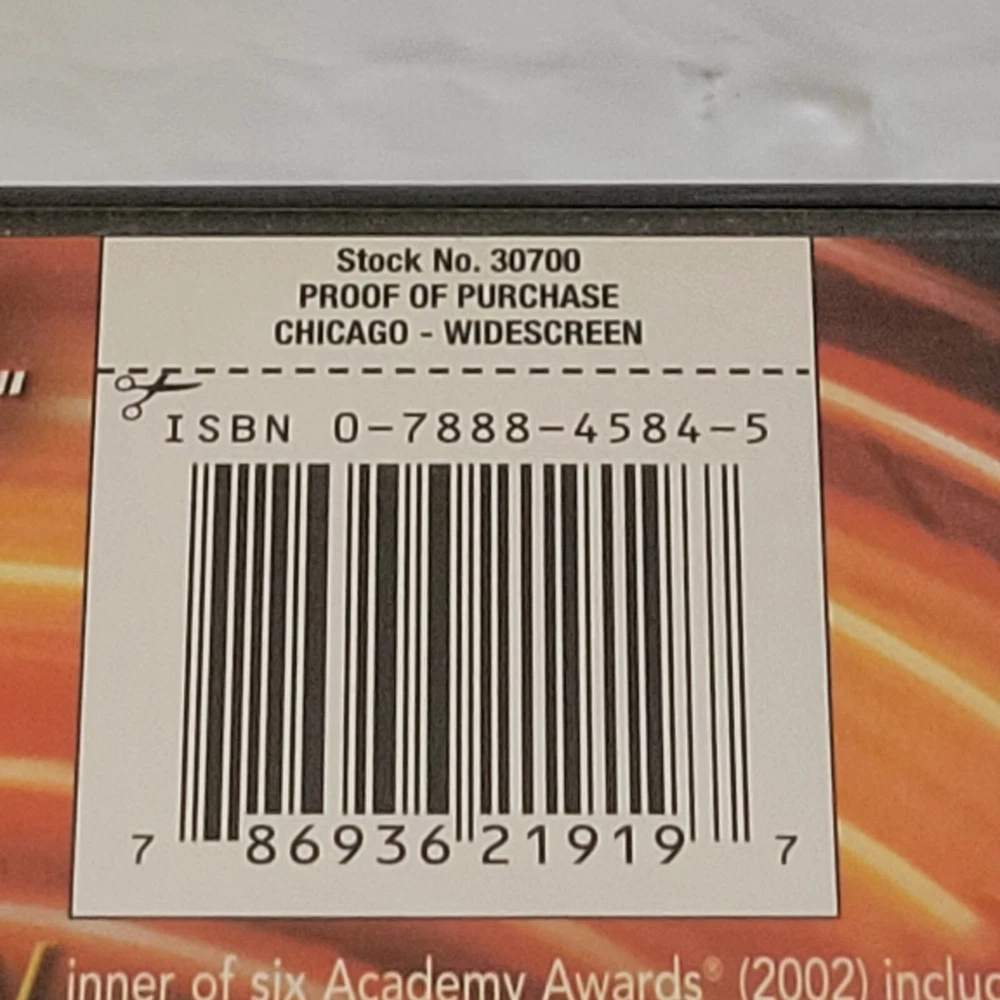 Stock No. 30700
PROOF OF PURCHASE
CHICAGO - WIDESCREEN
"
ISBN 0-7888-4584-5
7 86936 21919 7
inner of six Academy Awards® (2002) includ